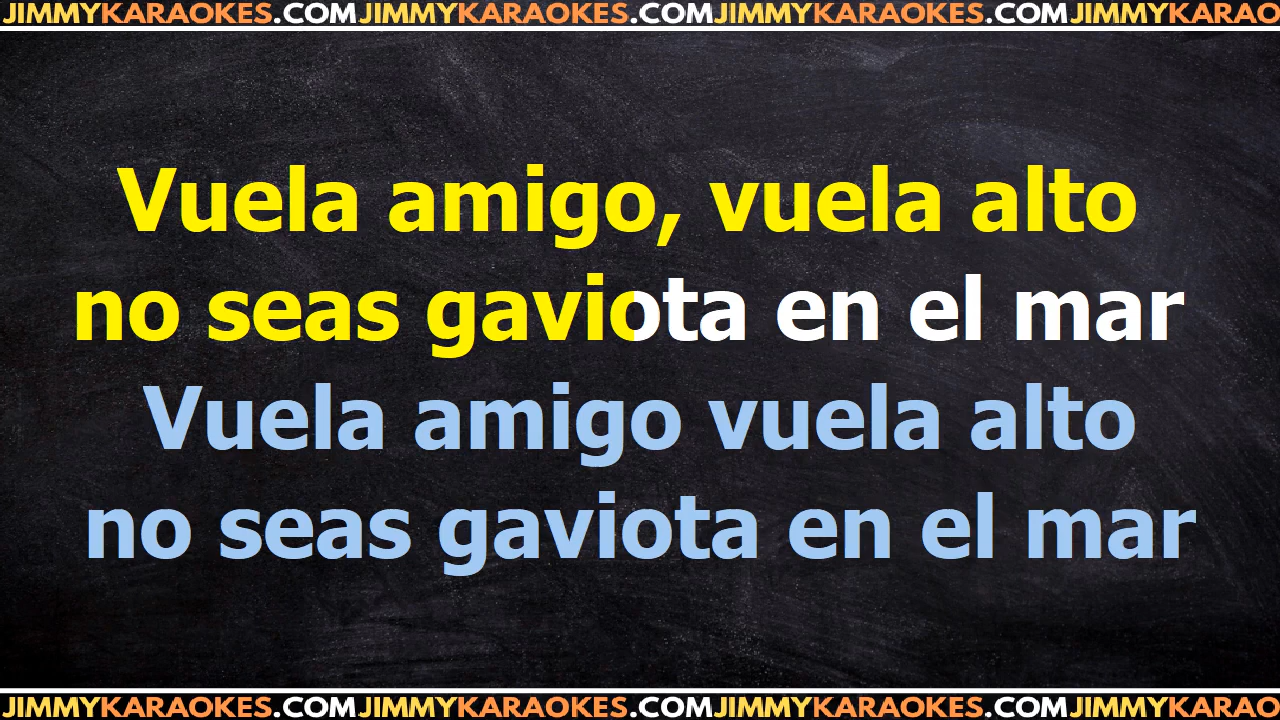 JIMMYKARAOKES.COMJIMMYKARAOKES.COMJIMMYKARAOKES.COMJIMMYKARAO
Vuela amigo, vuela alto
no seas gaviota en el mar
Vuela amigo vuela alto
no seas gaviota en el mar
JIMMYKARAOKES.COMJIMMYKARAOKES.COMJIMMYKARAOKES.COMJIMMYKARAO